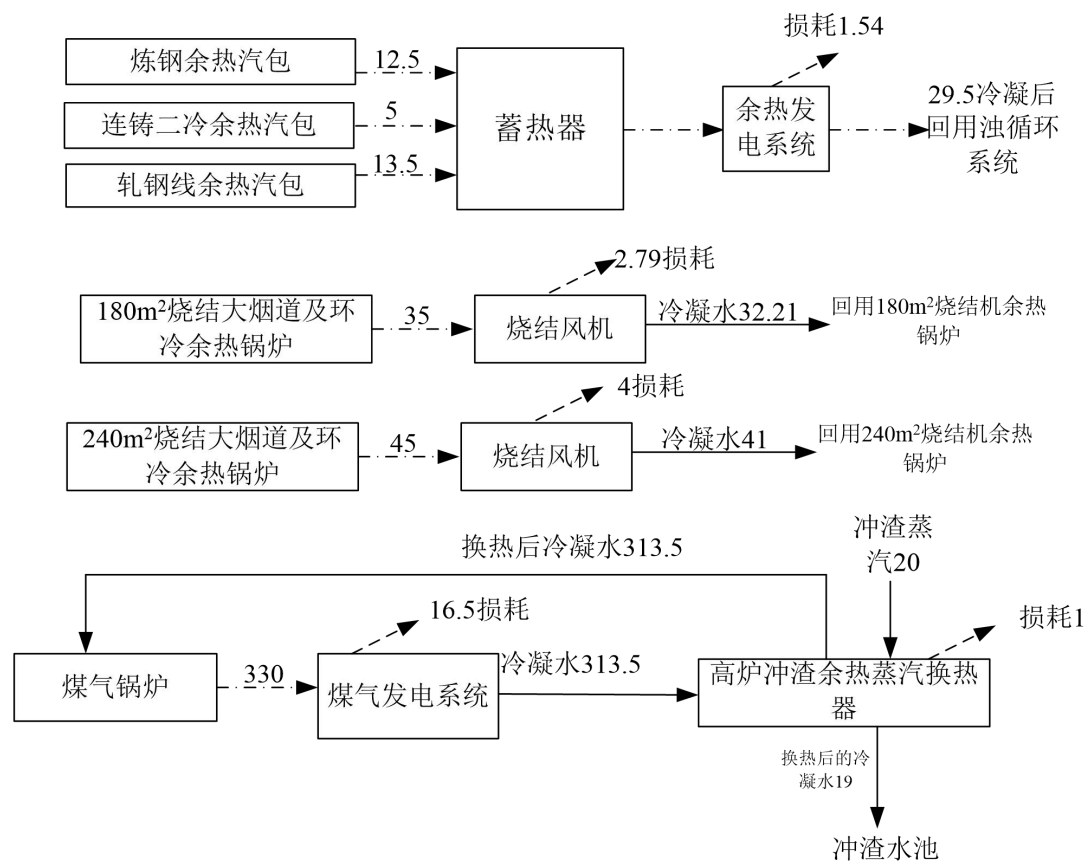 损耗1.54
炼钢余热汽包
12.5
连铸二冷余热汽包
5
轧钢线余热汽包
13.5
蓄热器
余热发
电系统
29.5冷凝后
回用浊循环
系统
2.79损耗
180m²烧结大烟道及环
冷余热锅炉
35
烧结风机
冷凝水32.21
回用180m²烧结机余热
锅炉
4损耗
240m²烧结大烟道及环
冷余热锅炉
45
烧结风机
冷凝水41
回用240m²烧结机余热
锅炉
换热后冷凝水313.5
冲渣蒸
汽20
16.5损耗
损耗1
煤气锅炉
330
煤气发电系统
冷凝水313.5
高炉冲渣余热蒸汽换热
器
换热后的冷
凝水19
冲渣水池